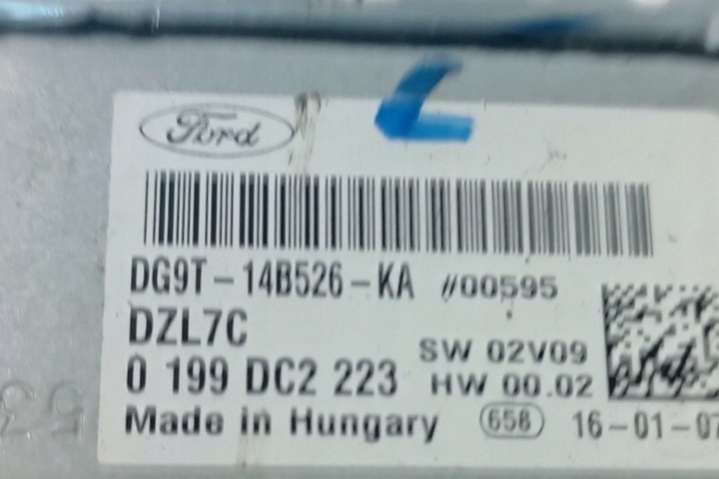 Ford
DG9T-14B526-KA #00595
DZL7C
SW 02V09
0 199 DC2 223 HW 00.02
Made in Hungary 658 16-01-07